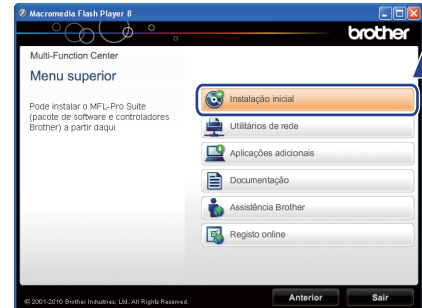 Macromedia Flash Player 8
brother
Multi-Function Center
Menu superior
Pode instalar o MFL-Pro Suite
(pacote de software e controladores
Brother) a partir daqui.
Instalação inicial
Utilitários de rede
Aplicações adicionais
Documentação
Assistência Brother
Registo online
© 2001-2010 Brother Industries, Ltd. All Rights Reserved.
Anterior
Sair